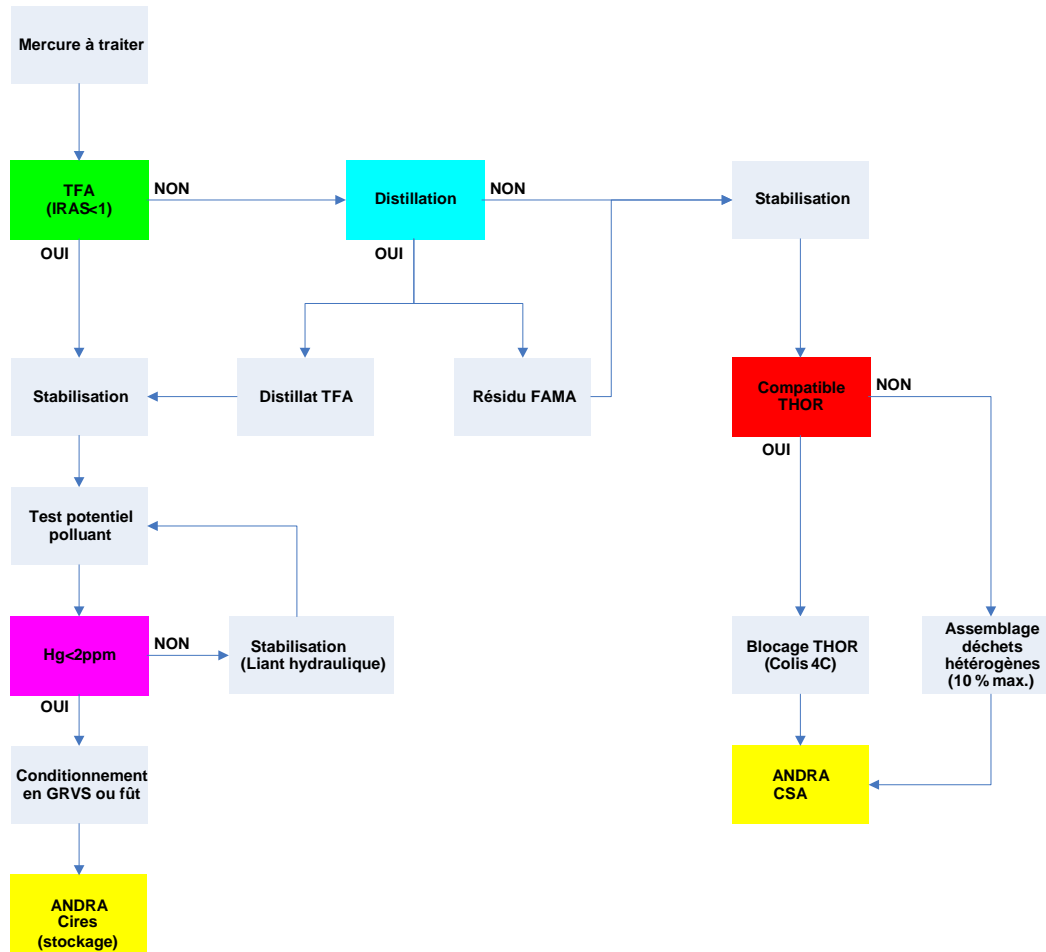 Mercure à traiter
TFA
(IRAS<1)
NON
Distillation
NON
Stabilisation
OUI
OUI
Stabilisation
Distillat TFA
Résidu FAMA
Compatible
THOR
NON
OUI
Test potentiel
polluant
Hg<2ppm
NON
Stabilisation
(Liant hydraulique)
Blocage THOR
(Colis 4C)
Assemblage
déchets
hétérogènes
(10 % max.)
OUI
Conditionnement
en GRVS ou fût
ANDRA
CSA
ANDRA
Cires
(stockage)